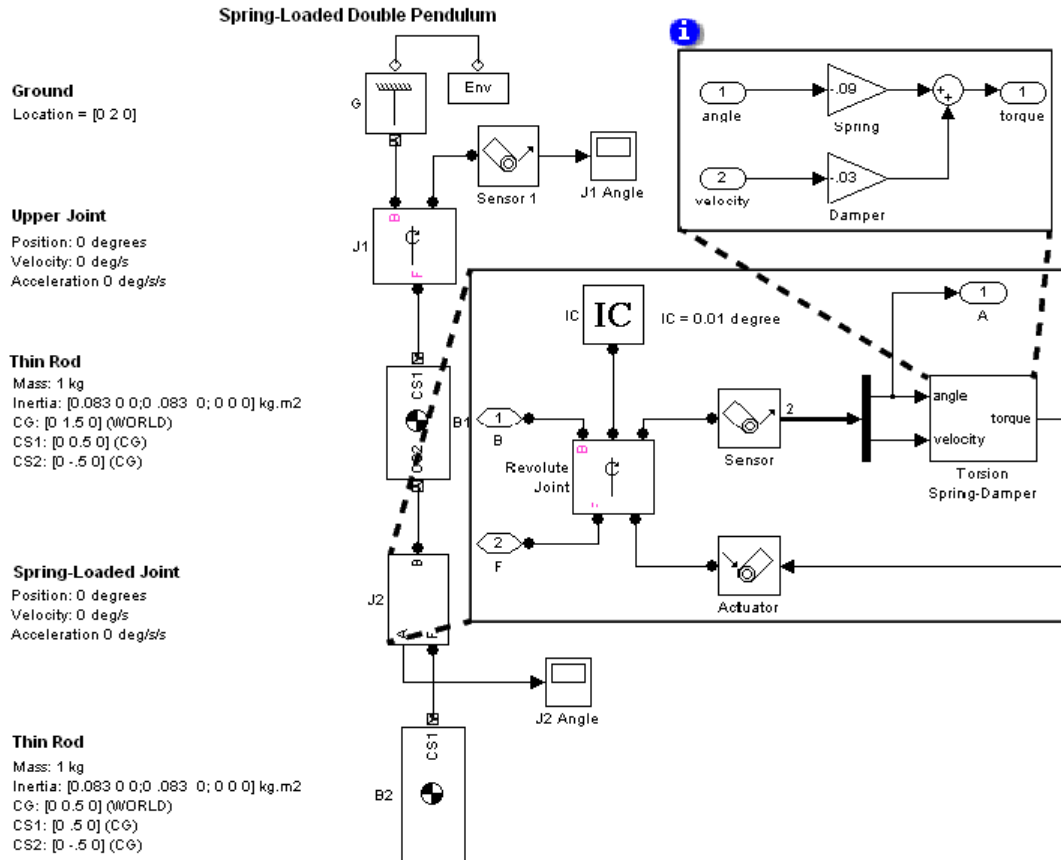 Spring-Loaded Double Pendulum
i
Ground
Location = [0 2 0]
G
Env
Sensor 1
J1 Angle
1
angle
-.09
Spring
1
torque
2
velocity
-.03
Damper
Upper Joint
Position: 0 degrees
Velocity: 0 deg/s
Acceleration 0 deg/s/s
J1
B
F
IC
IC
IC = 0.01 degree
1
A
Thin Rod
Mass: 1 kg
Inertia: [0.083 0 0;0 .083 0; 0 0 0] kg.m2
CG: [0 1.5 0] (WORLD)
CS1: [0 0.5 0] (CG)
CS2: [0 -.5 0] (CG)
CS1
CS2
B1
1
B
B
F
Revolute
Joint
2
F
Sensor
2
angle
velocity
torque
Torsion
Spring-Damper
Actuator
Spring-Loaded Joint
Position: 0 degrees
Velocity: 0 deg/s
Acceleration 0 deg/s/s
J2
B
A
F
J2 Angle
Thin Rod
Mass: 1 kg
Inertia: [0.083 0 0;0 .083 0; 0 0 0] kg.m2
CG: [0 0.5 0] (WORLD)
CS1: [0 .5 0] (CG)
CS2: [0 -.5 0] (CG)
CS1
B2